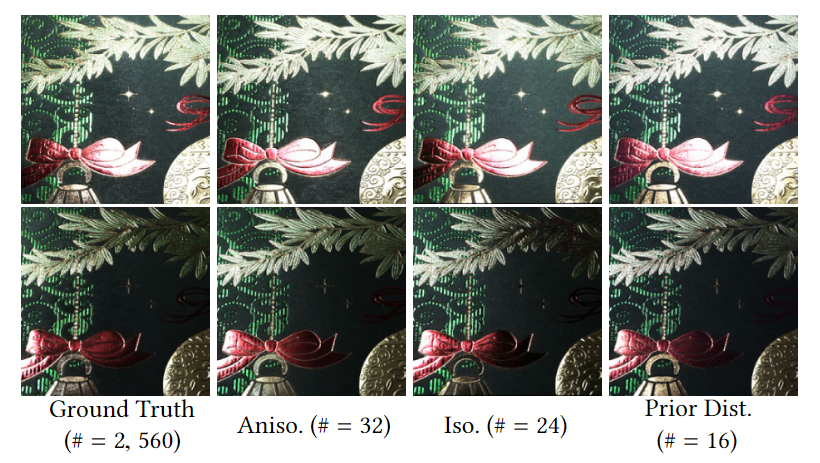 Ground Truth
(# = 2, 560)
Aniso. (# = 32)
Iso. (# = 24)
Prior Dist.
(# = 16)